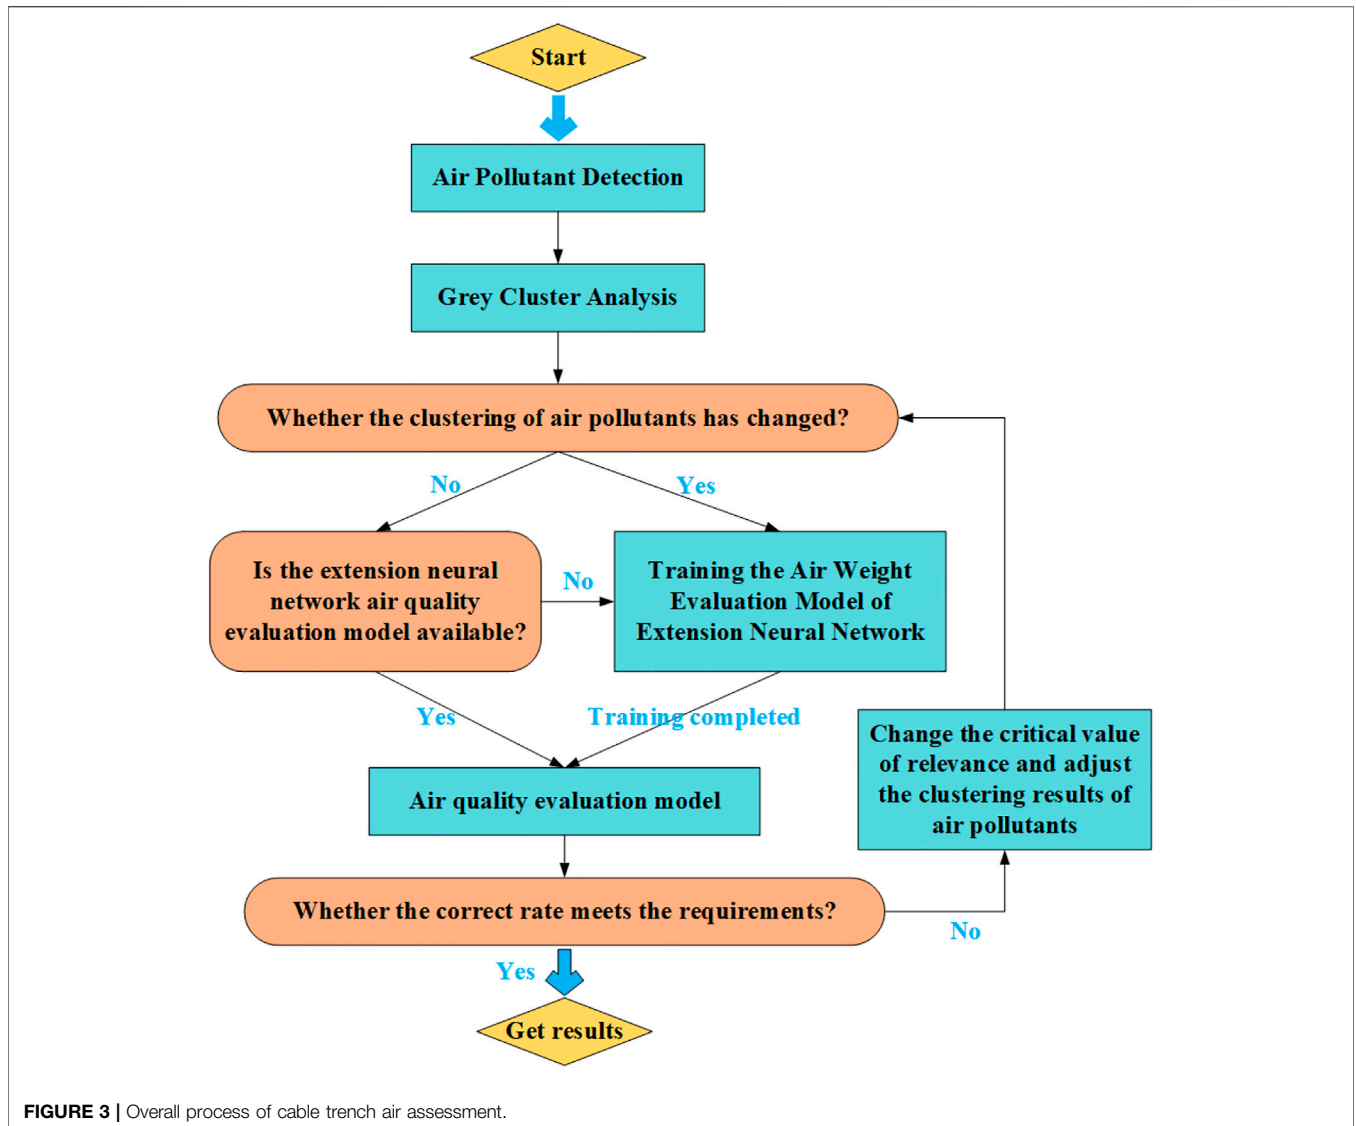 Start
Air Pollutant Detection
Grey Cluster Analysis
Whether the clustering of air pollutants has changed?
No
Yes
Is the extension neural
network air quality
evaluation model available?
No
Training the Air Weight
Evaluation Model of
Extension Neural Network
Yes
Training completed
Change the critical value
of relevance and adjust
the clustering results of
air pollutants
Air quality evaluation model
Whether the correct rate meets the requirements?
No
Yes
Get results
FIGURE 3 | Overall process of cable trench air assessment.